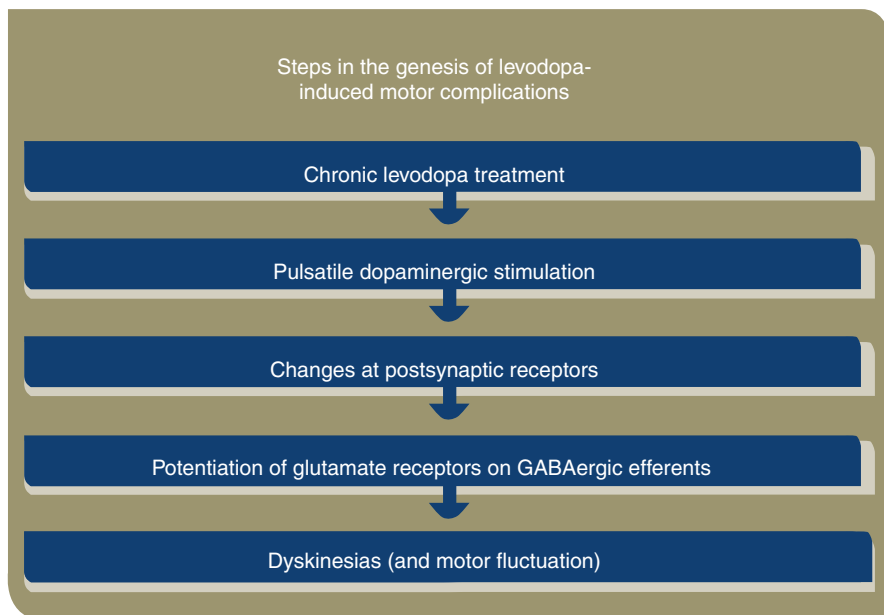 Steps in the genesis of levodopa-
induced motor complications
Chronic levodopa treatment
Pulsatile dopaminergic stimulation
Changes at postsynaptic receptors
Potentiation of glutamate receptors on GABAergic efferents
Dyskinesias (and motor fluctuation)